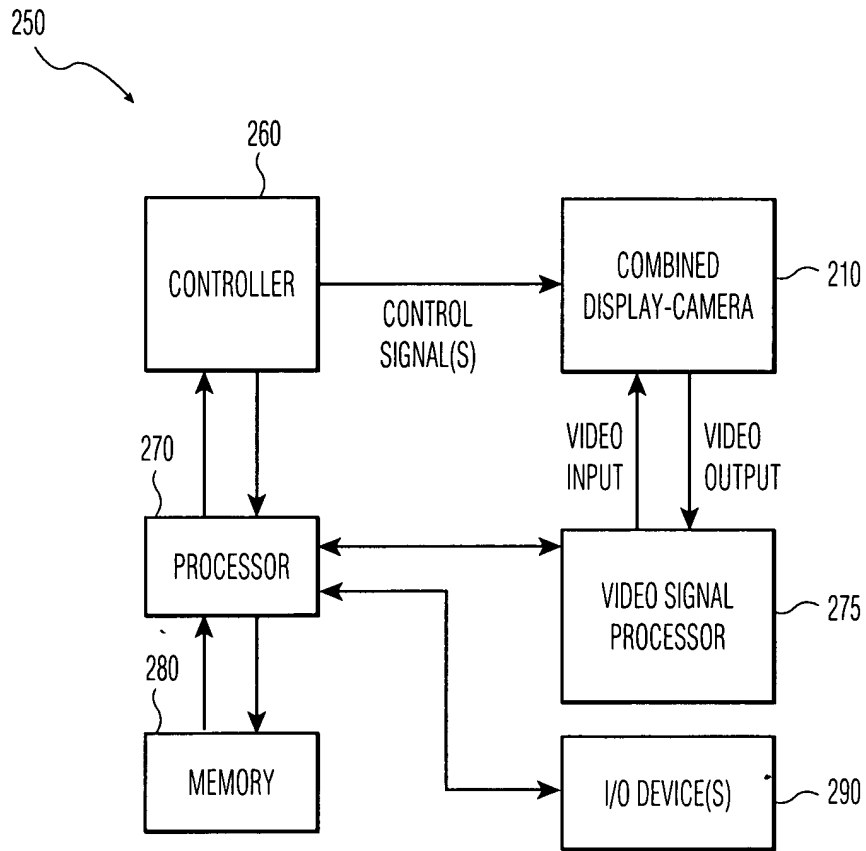 250
260
CONTROLLER
COMBINED
DISPLAY-CAMERA
210
CONTROL
SIGNAL(S)
VIDEO
INPUT
VIDEO
OUTPUT
270
PROCESSOR
VIDEO SIGNAL
PROCESSOR
275
280
MEMORY
I/O DEVICE(S)
290